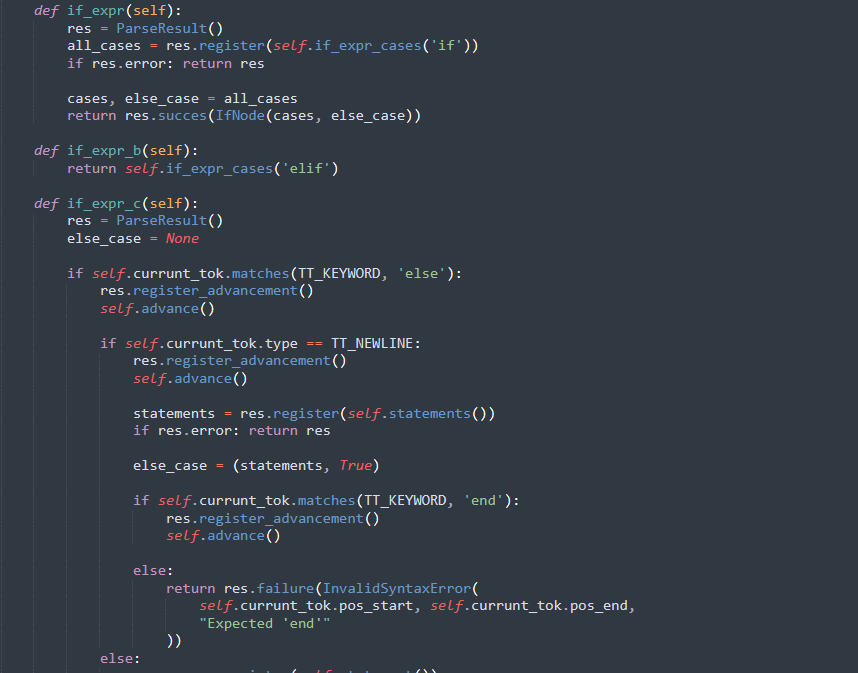 def if_expr(self):
res = ParseResult()
all_cases = res.register(self.if_expr_cases('if'))
if res.error: return res
cases, else_case = all_cases
return res.succes(IfNode(cases, else_case))
def if_expr_b(self):
return self.if_expr_cases('elif')
def if_expr_c(self):
res = ParseResult()
else_case = None
if self.currunt_tok.matches(TT_KEYWORD, 'else'):
res.register_advancement()
self.advance()
if self.currunt_tok.type == TT_NEWLINE:
res.register_advancement()
self.advance()
statements = res.register(self.statements())
if res.error: return res
else_case = (statements, True)
if self.currunt_tok.matches(TT_KEYWORD, 'end'):
res.register_advancement()
self.advance()
else:
return res.failure(InvalidSyntaxError(
self.currunt_tok.pos_start, self.currunt_tok.pos_end,
"Expected 'end'"
))
else: